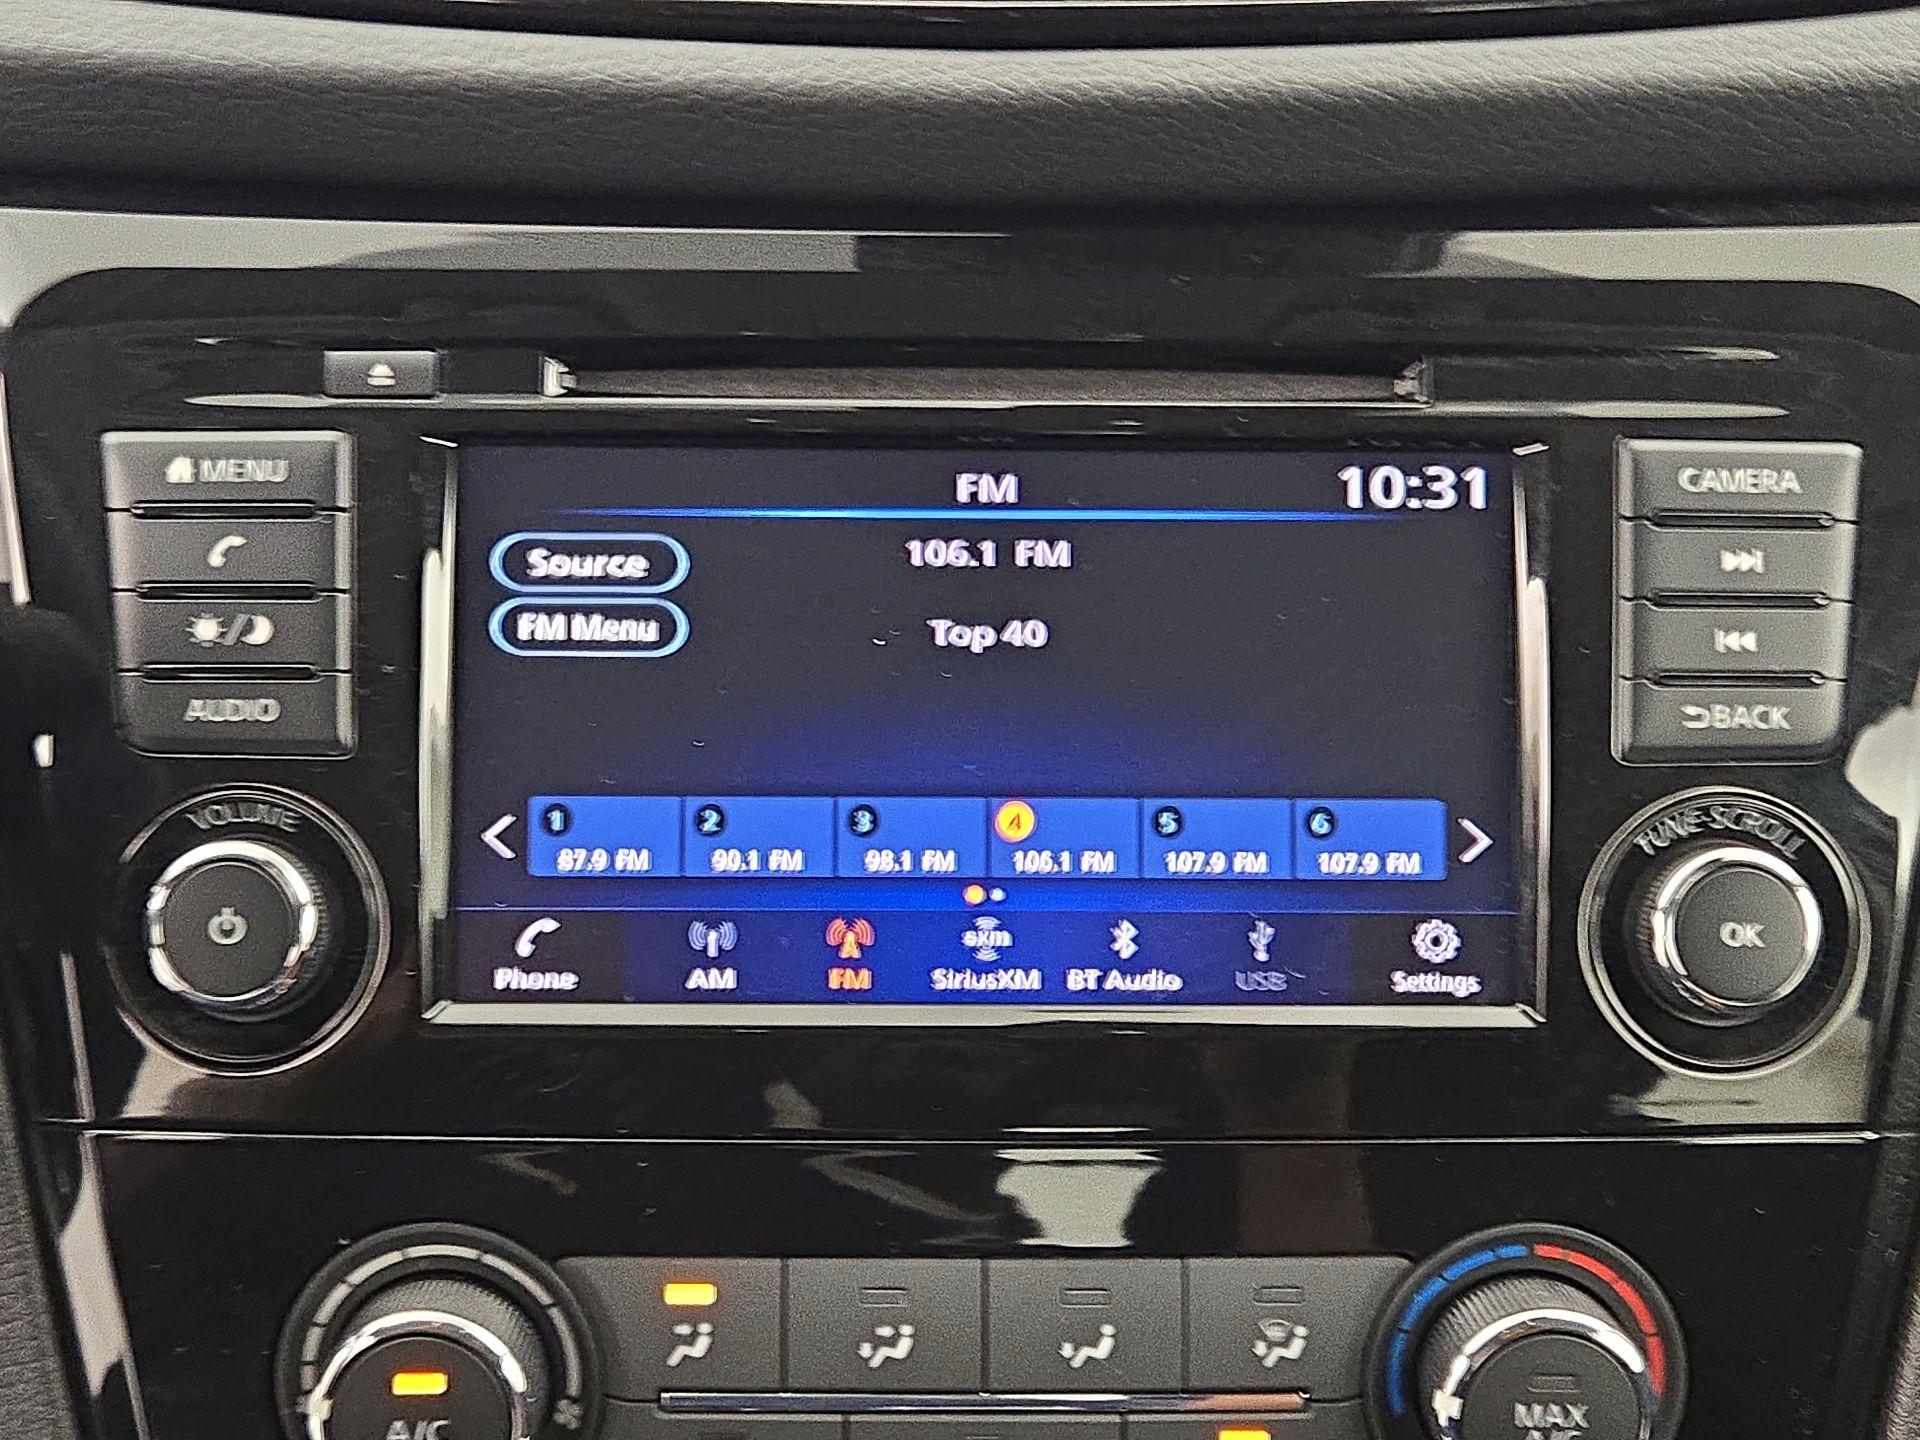 MENU
AUDIO
VOLUME
FM
10:31
Source
106.1 FM
FM Menu
Top 40
1
2
3
4
5
6
87.9 FM
90.1 FM
98.1 FM
106.1 FM
107.9 FM
107.9 FM
sxm
Phone
AM
FM
SiriusXM
BT Audio
USB
Settings
CAMERA
BACK
TUNE·SCROLL
OK
A/C
MAX
A/C